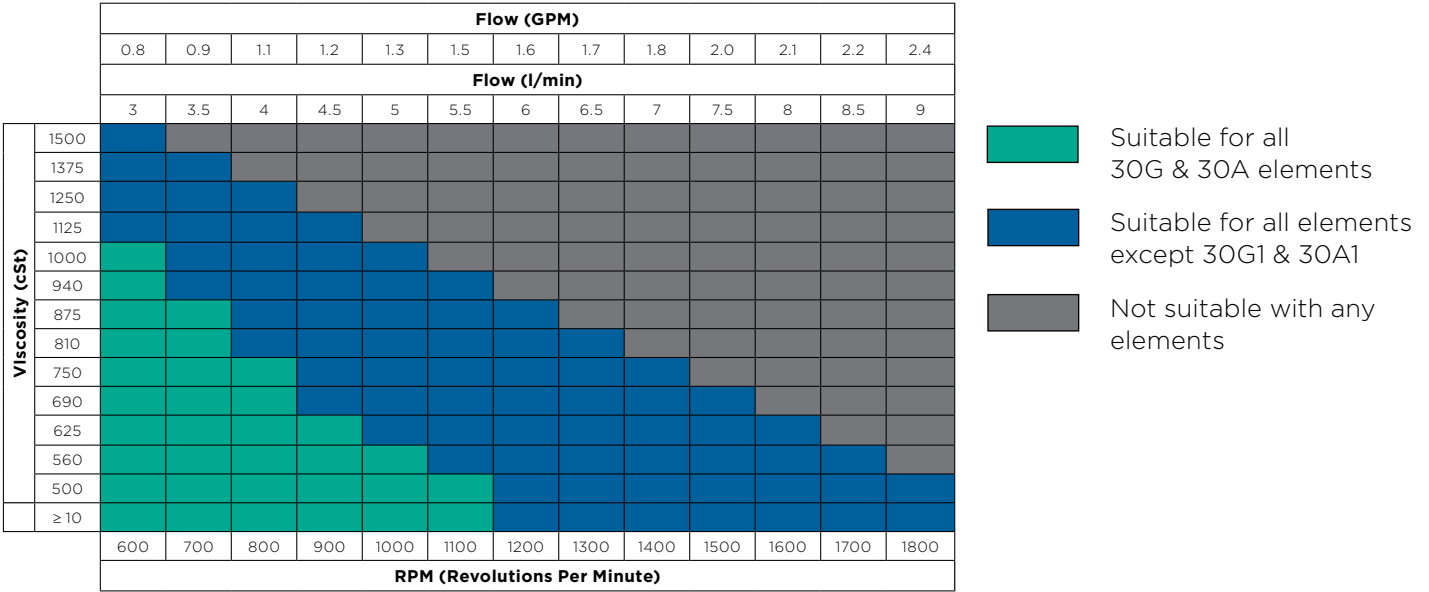 Flow (GPM)
0.8 0.9 1.1 1.2 1.3 1.5 1.6 1.7 1.8 2.0 2.1 2.2 2.4
Flow (l/min)
3 3.5 4 4.5 5 5.5 6 6.5 7 7.5 8 8.5 9
VIscosity (cSt)
1500
1375
1250
1125
1000
940
875
810
750
690
625
560
500
≥ 10
600 700 800 900 1000 1100 1200 1300 1400 1500 1600 1700 1800
RPM (Revolutions Per Minute)
Suitable for all
30G & 30A elements
Suitable for all elements
except 30G1 & 30A1
Not suitable with any
elements